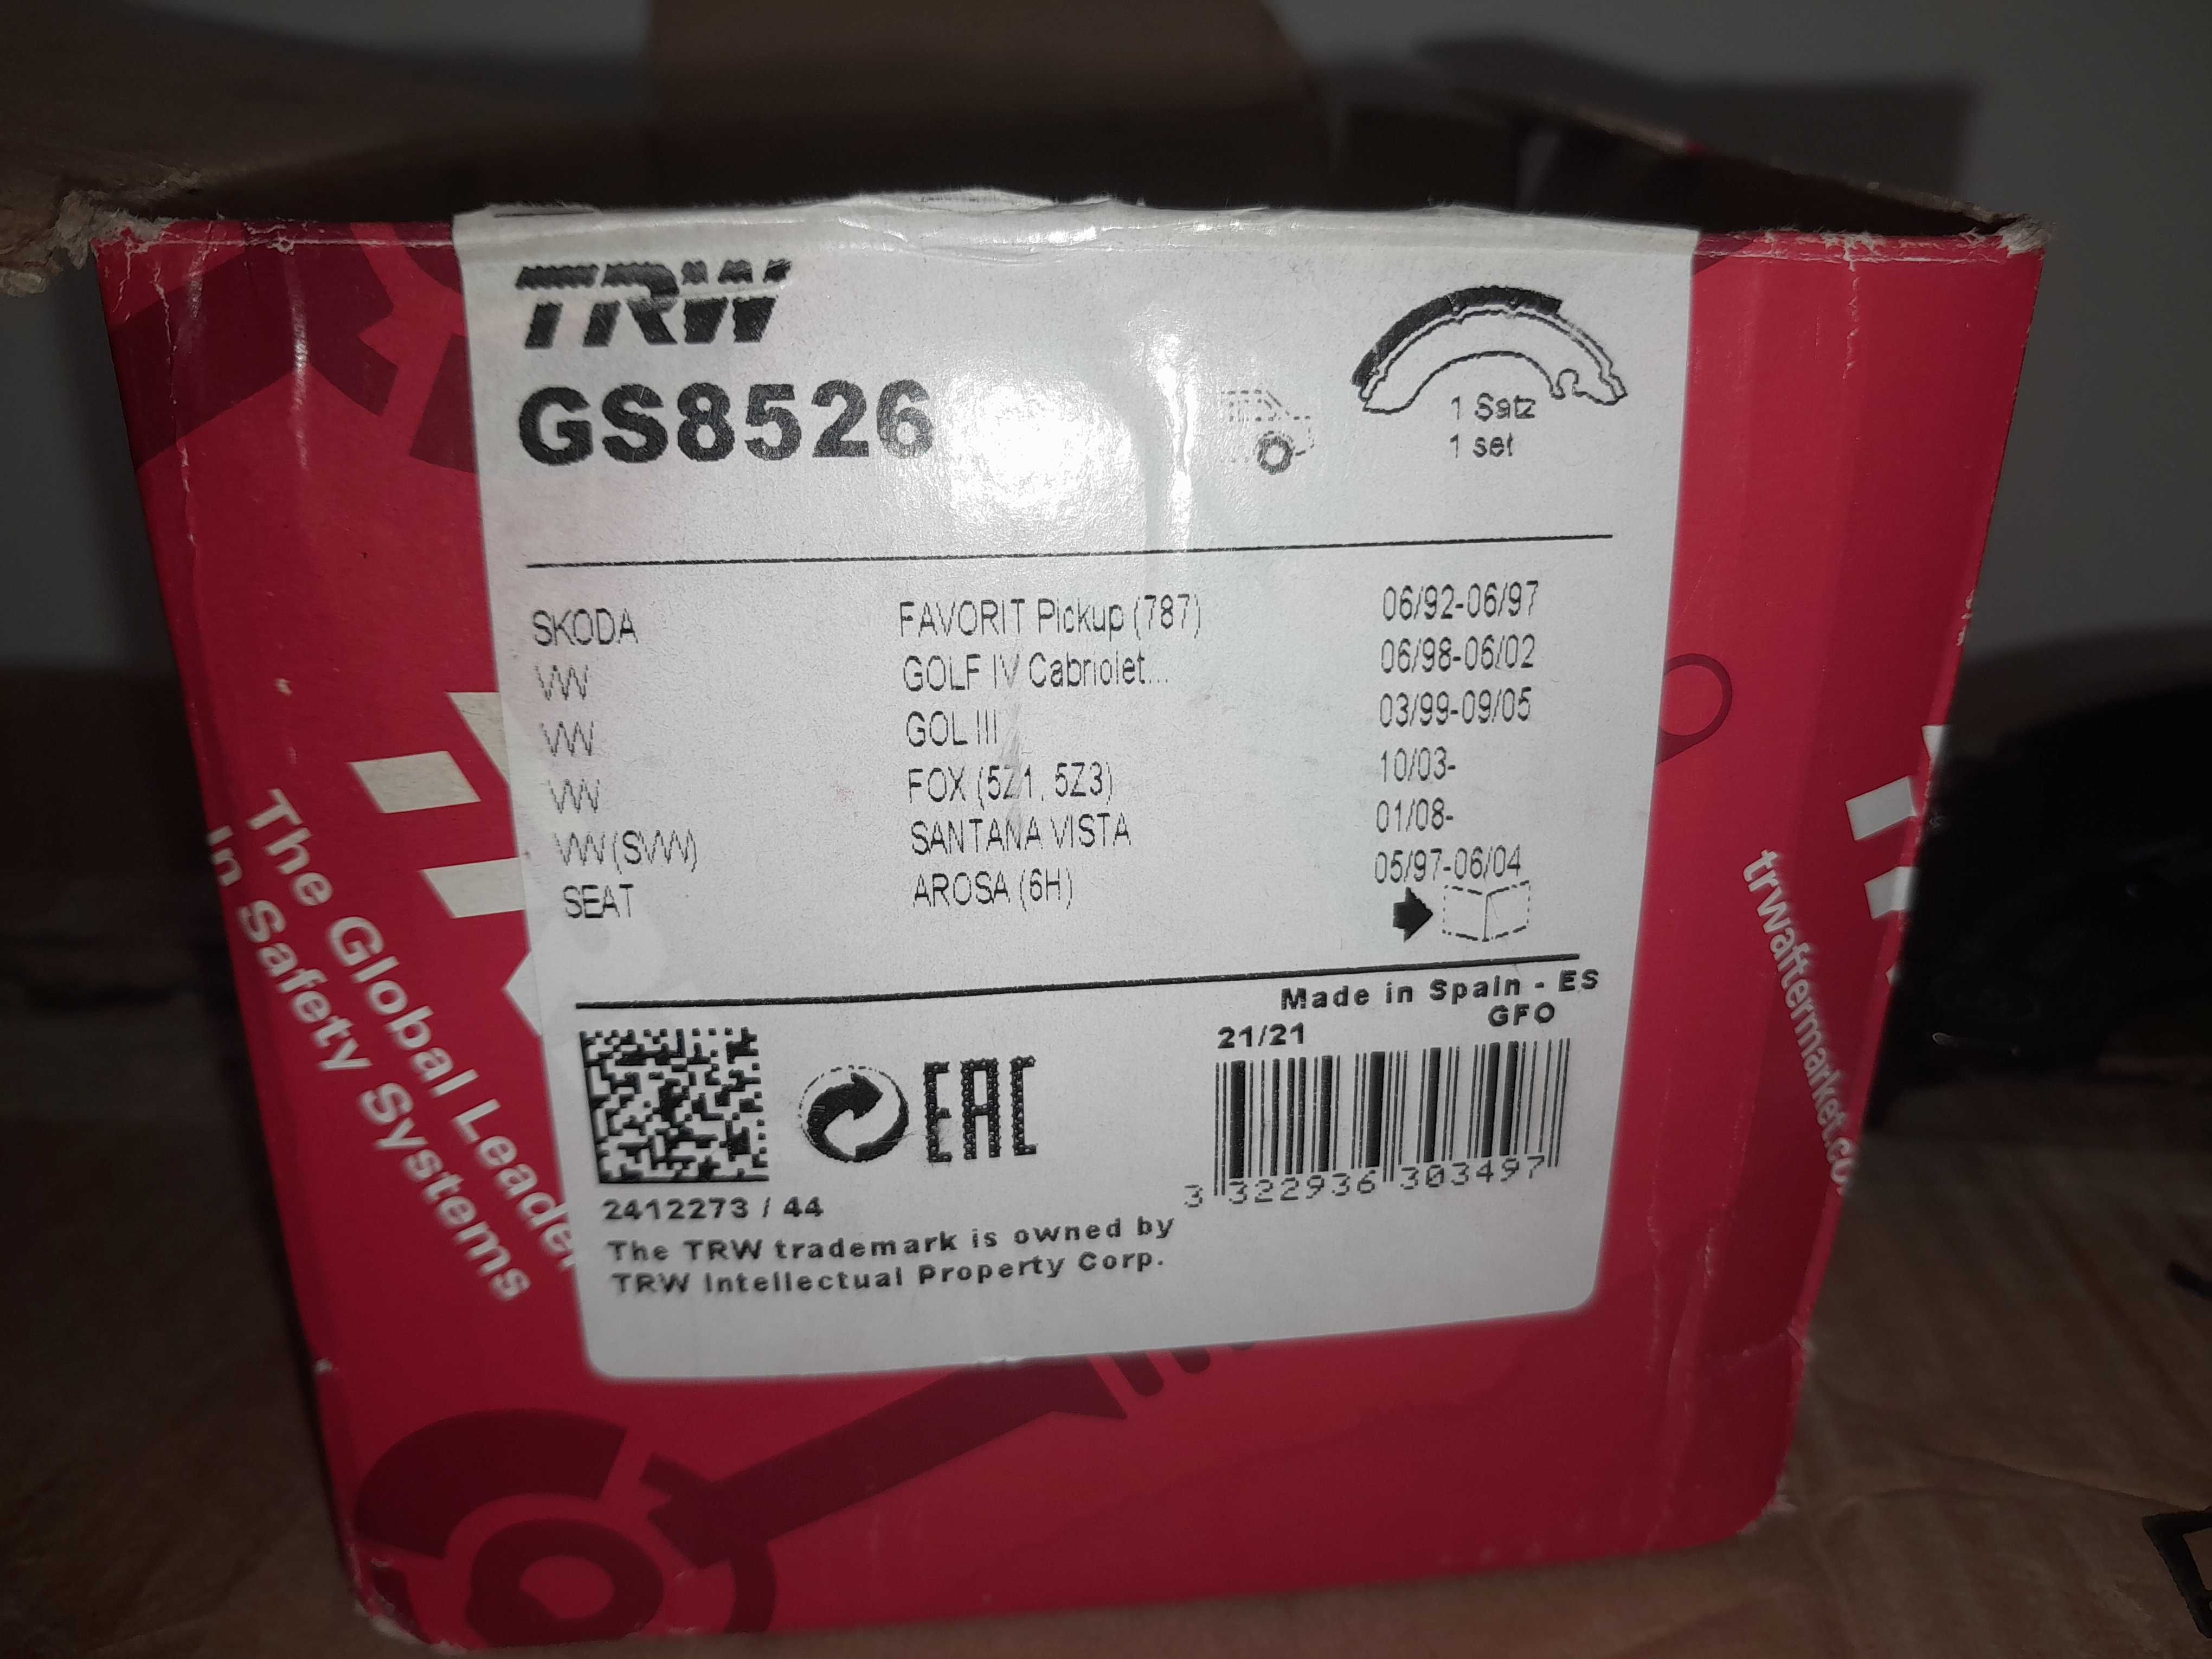 TRW
GS8526
1 Satz
1 set
SKODA FAVORIT Pickup (787) 06/92-06/97
VW GOLF IV Cabriolet... 06/98-06/02
VW GOL III 03/99-09/05
VW FOX (5Z1, 5Z3) 10/03-
VW (SVW) SANTANA VISTA 01/08-
SEAT AROSA (6H) 05/97-06/04
Made in Spain - ES
21/21 GFO
EAC
3 322936 303497
2412273 / 44
The TRW trademark is owned by
TRW Intellectual Property Corp.
The Global Leader
In Safety Systems
trwaftermarket.co